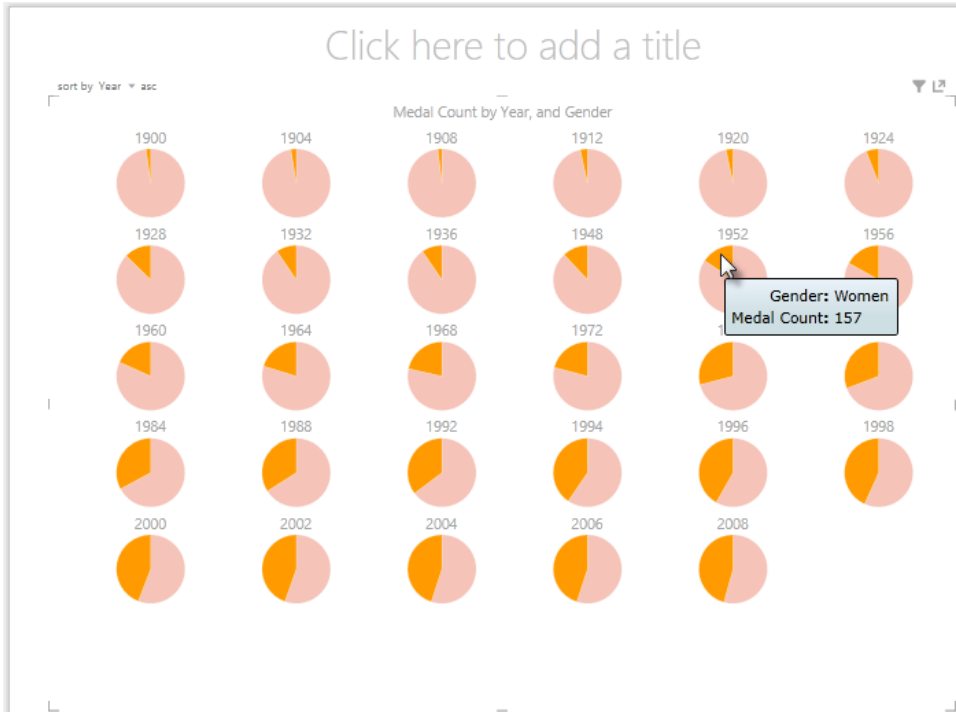 Click here to add a title
sort by Year asc
Medal Count by Year, and Gender
1900 1904 1908 1912 1920 1924
1928 1932 1936 1948 1952 1956
Gender: Women
Medal Count: 157
1960 1964 1968 1972
1984 1988 1992 1994 1996 1998
2000 2002 2004 2006 2008